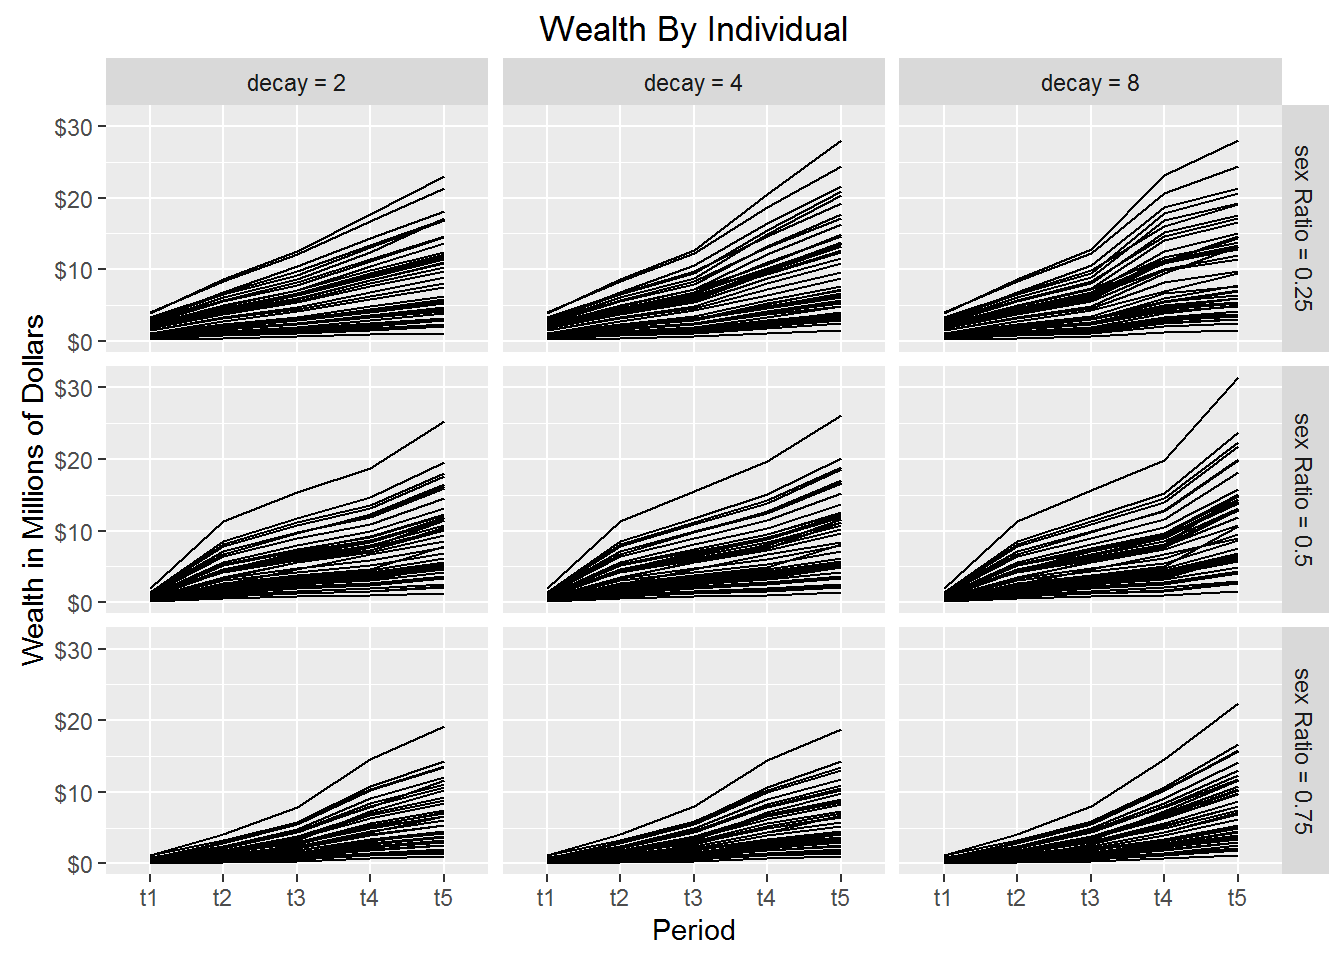 Wealth By Individual
decay = 2
decay = 4
decay = 8
Wealth in Millions of Dollars
$30
$20
$10
$0
sex Ratio = 0.25
$30
$20
$10
$0
sex Ratio = 0.5
$30
$20
$10
$0
sex Ratio = 0.75
t1 t2 t3 t4 t5
t1 t2 t3 t4 t5
t1 t2 t3 t4 t5
Period